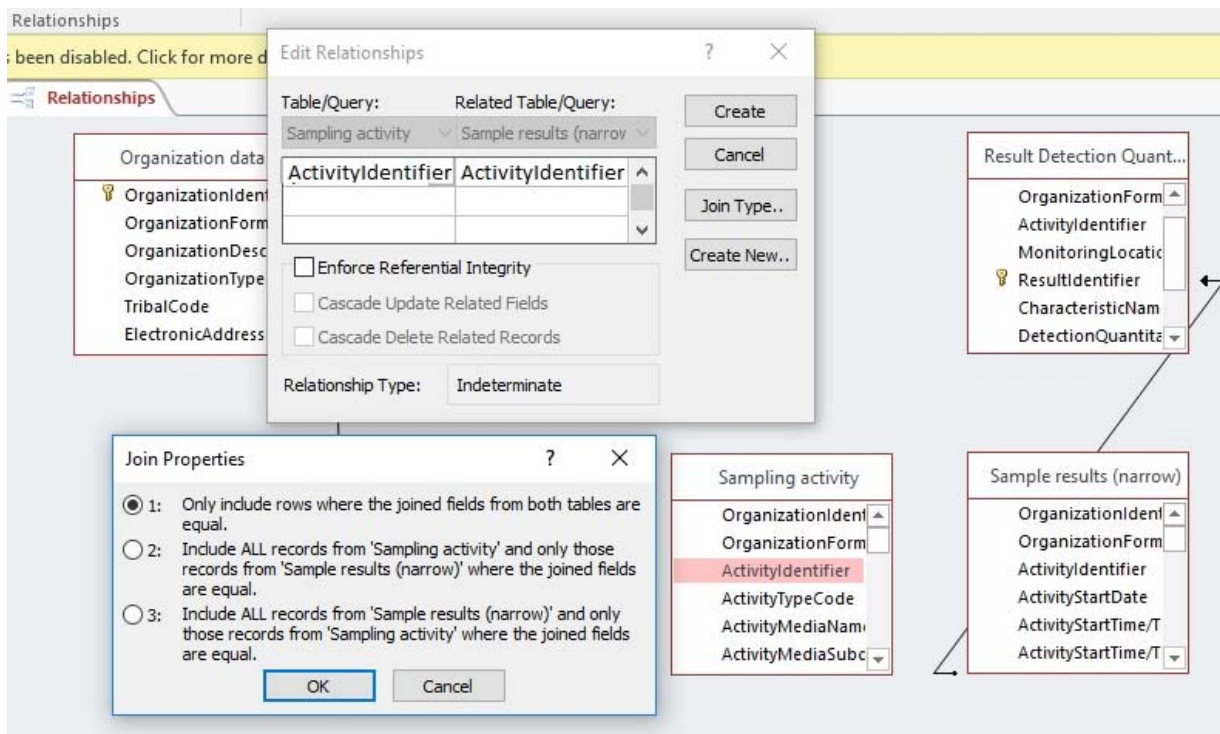 Relationships
been disabled. Click for more d
Relationships
Edit Relationships
?
Table/Query:
Related Table/Query:
Sampling activity
Sample results (narrov
ActivityIdentifier
ActivityIdentifier
Enforce Referential Integrity
Cascade Update Related Fields
Cascade Delete Related Records
Relationship Type:
Indeterminate
Create
Cancel
Join Type..
Create New..
Organization data
OrganizationIdent
OrganizationForm
OrganizationDesc
OrganizationType
TribalCode
ElectronicAddress
Result Detection Quant...
OrganizationForm
ActivityIdentifier
MonitoringLocatic
ResultIdentifier
CharacteristicNam
DetectionQuantita
Join Properties
?
1: Only include rows where the joined fields from both tables are
equal.
2: Include ALL records from 'Sampling activity' and only those
records from 'Sample results (narrow)' where the joined fields
are equal.
3: Include ALL records from 'Sample results (narrow)' and only
those records from 'Sampling activity' where the joined fields
are equal.
OK
Cancel
Sampling activity
OrganizationIdent
OrganizationForm
ActivityIdentifier
ActivityTypeCode
ActivityMediaNam
ActivityMediaSubc
Sample results (narrow)
OrganizationIdent
OrganizationForm
ActivityIdentifier
ActivityStartDate
ActivityStartTime/T
ActivityStartTime/T